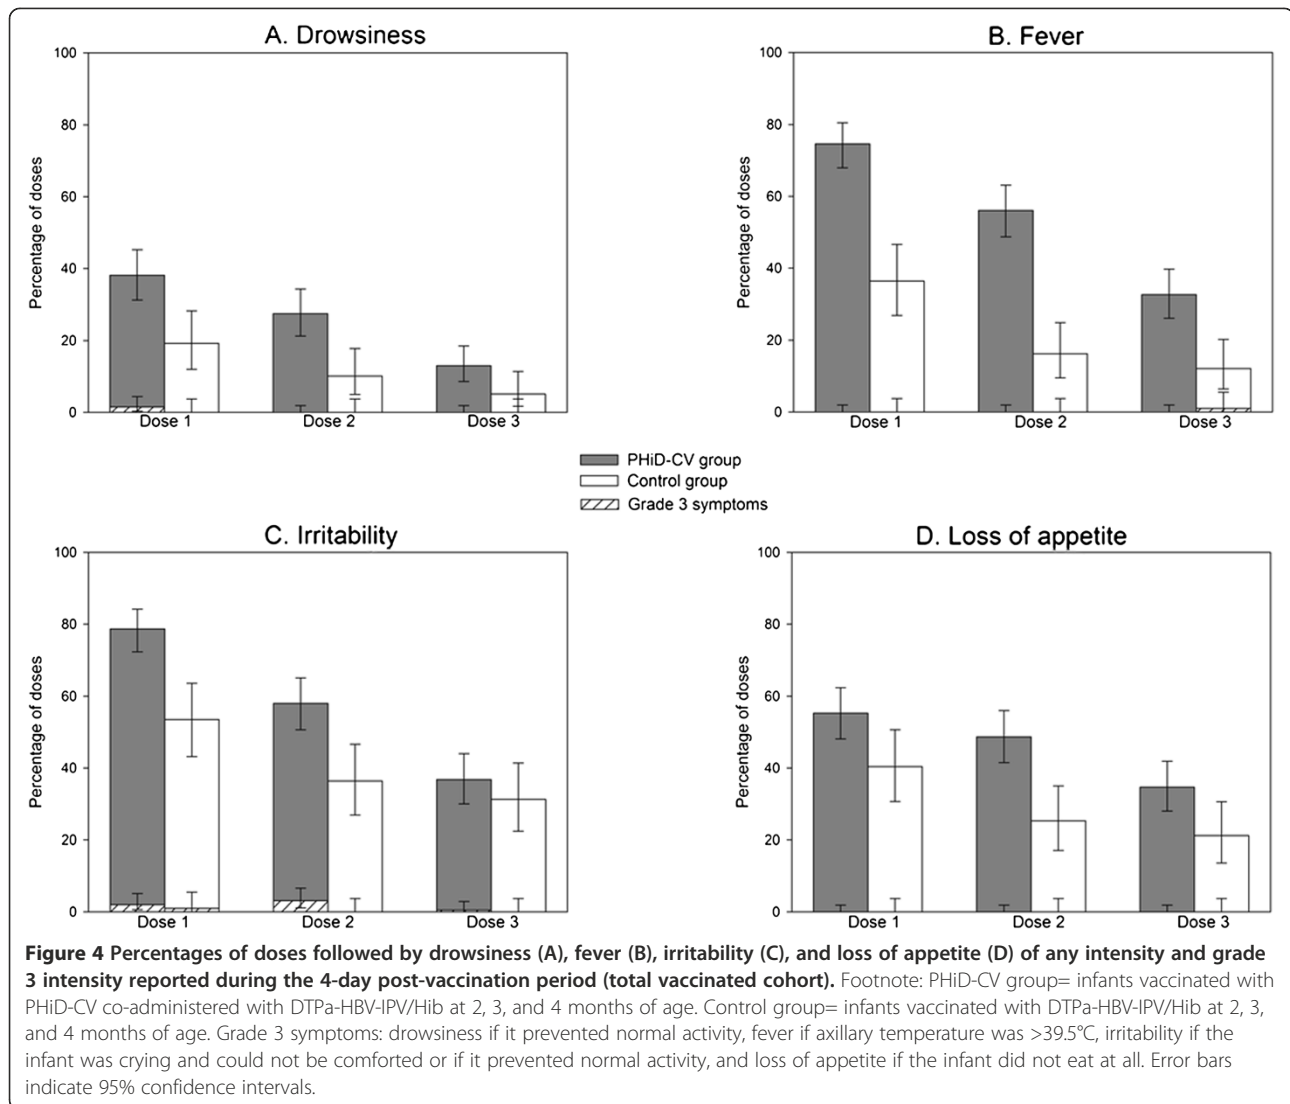 A. Drowsiness
Percentage of doses
100
80
60
40
20
0
Dose 1
Dose 2
Dose 3
B. Fever
Percentage of doses
100
80
60
40
20
0
Dose 1
Dose 2
Dose 3
PHiD-CV group
Control group
Grade 3 symptoms
C. Irritability
Percentage of doses
100
80
60
40
20
0
Dose 1
Dose 2
Dose 3
D. Loss of appetite
Percentage of doses
100
80
60
40
20
0
Dose 1
Dose 2
Dose 3
Figure 4 Percentages of doses followed by drowsiness (A), fever (B), irritability (C), and loss of appetite (D) of any intensity and grade
3 intensity reported during the 4-day post-vaccination period (total vaccinated cohort). Footnote: PHiD-CV group= infants vaccinated with
PHiD-CV co-administered with DTPa-HBV-IPV/Hib at 2, 3, and 4 months of age. Control group= infants vaccinated with DTPa-HBV-IPV/Hib at 2, 3,
and 4 months of age. Grade 3 symptoms: drowsiness if it prevented normal activity, fever if axillary temperature was >39.5°C, irritability if the
infant was crying and could not be comforted or if it prevented normal activity, and loss of appetite if the infant did not eat at all. Error bars
indicate 95% confidence intervals.